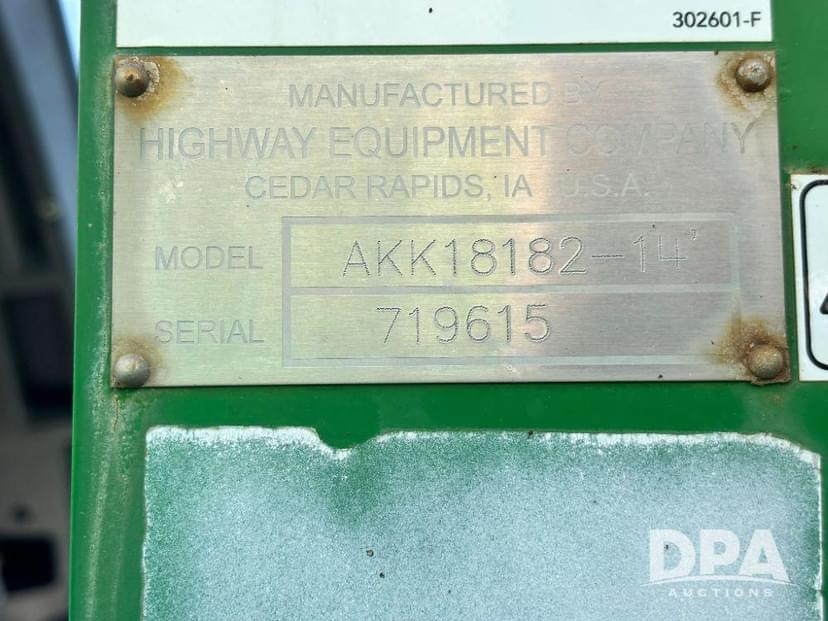 302601-F
MANUFACTURED BY
HIGHWAY EQUIPMENT COMPANY
CEDAR RAPIDS, IA U.S.A.
MODEL AKK18182-14'
SERIAL 719615
DPA
AUCTIONS